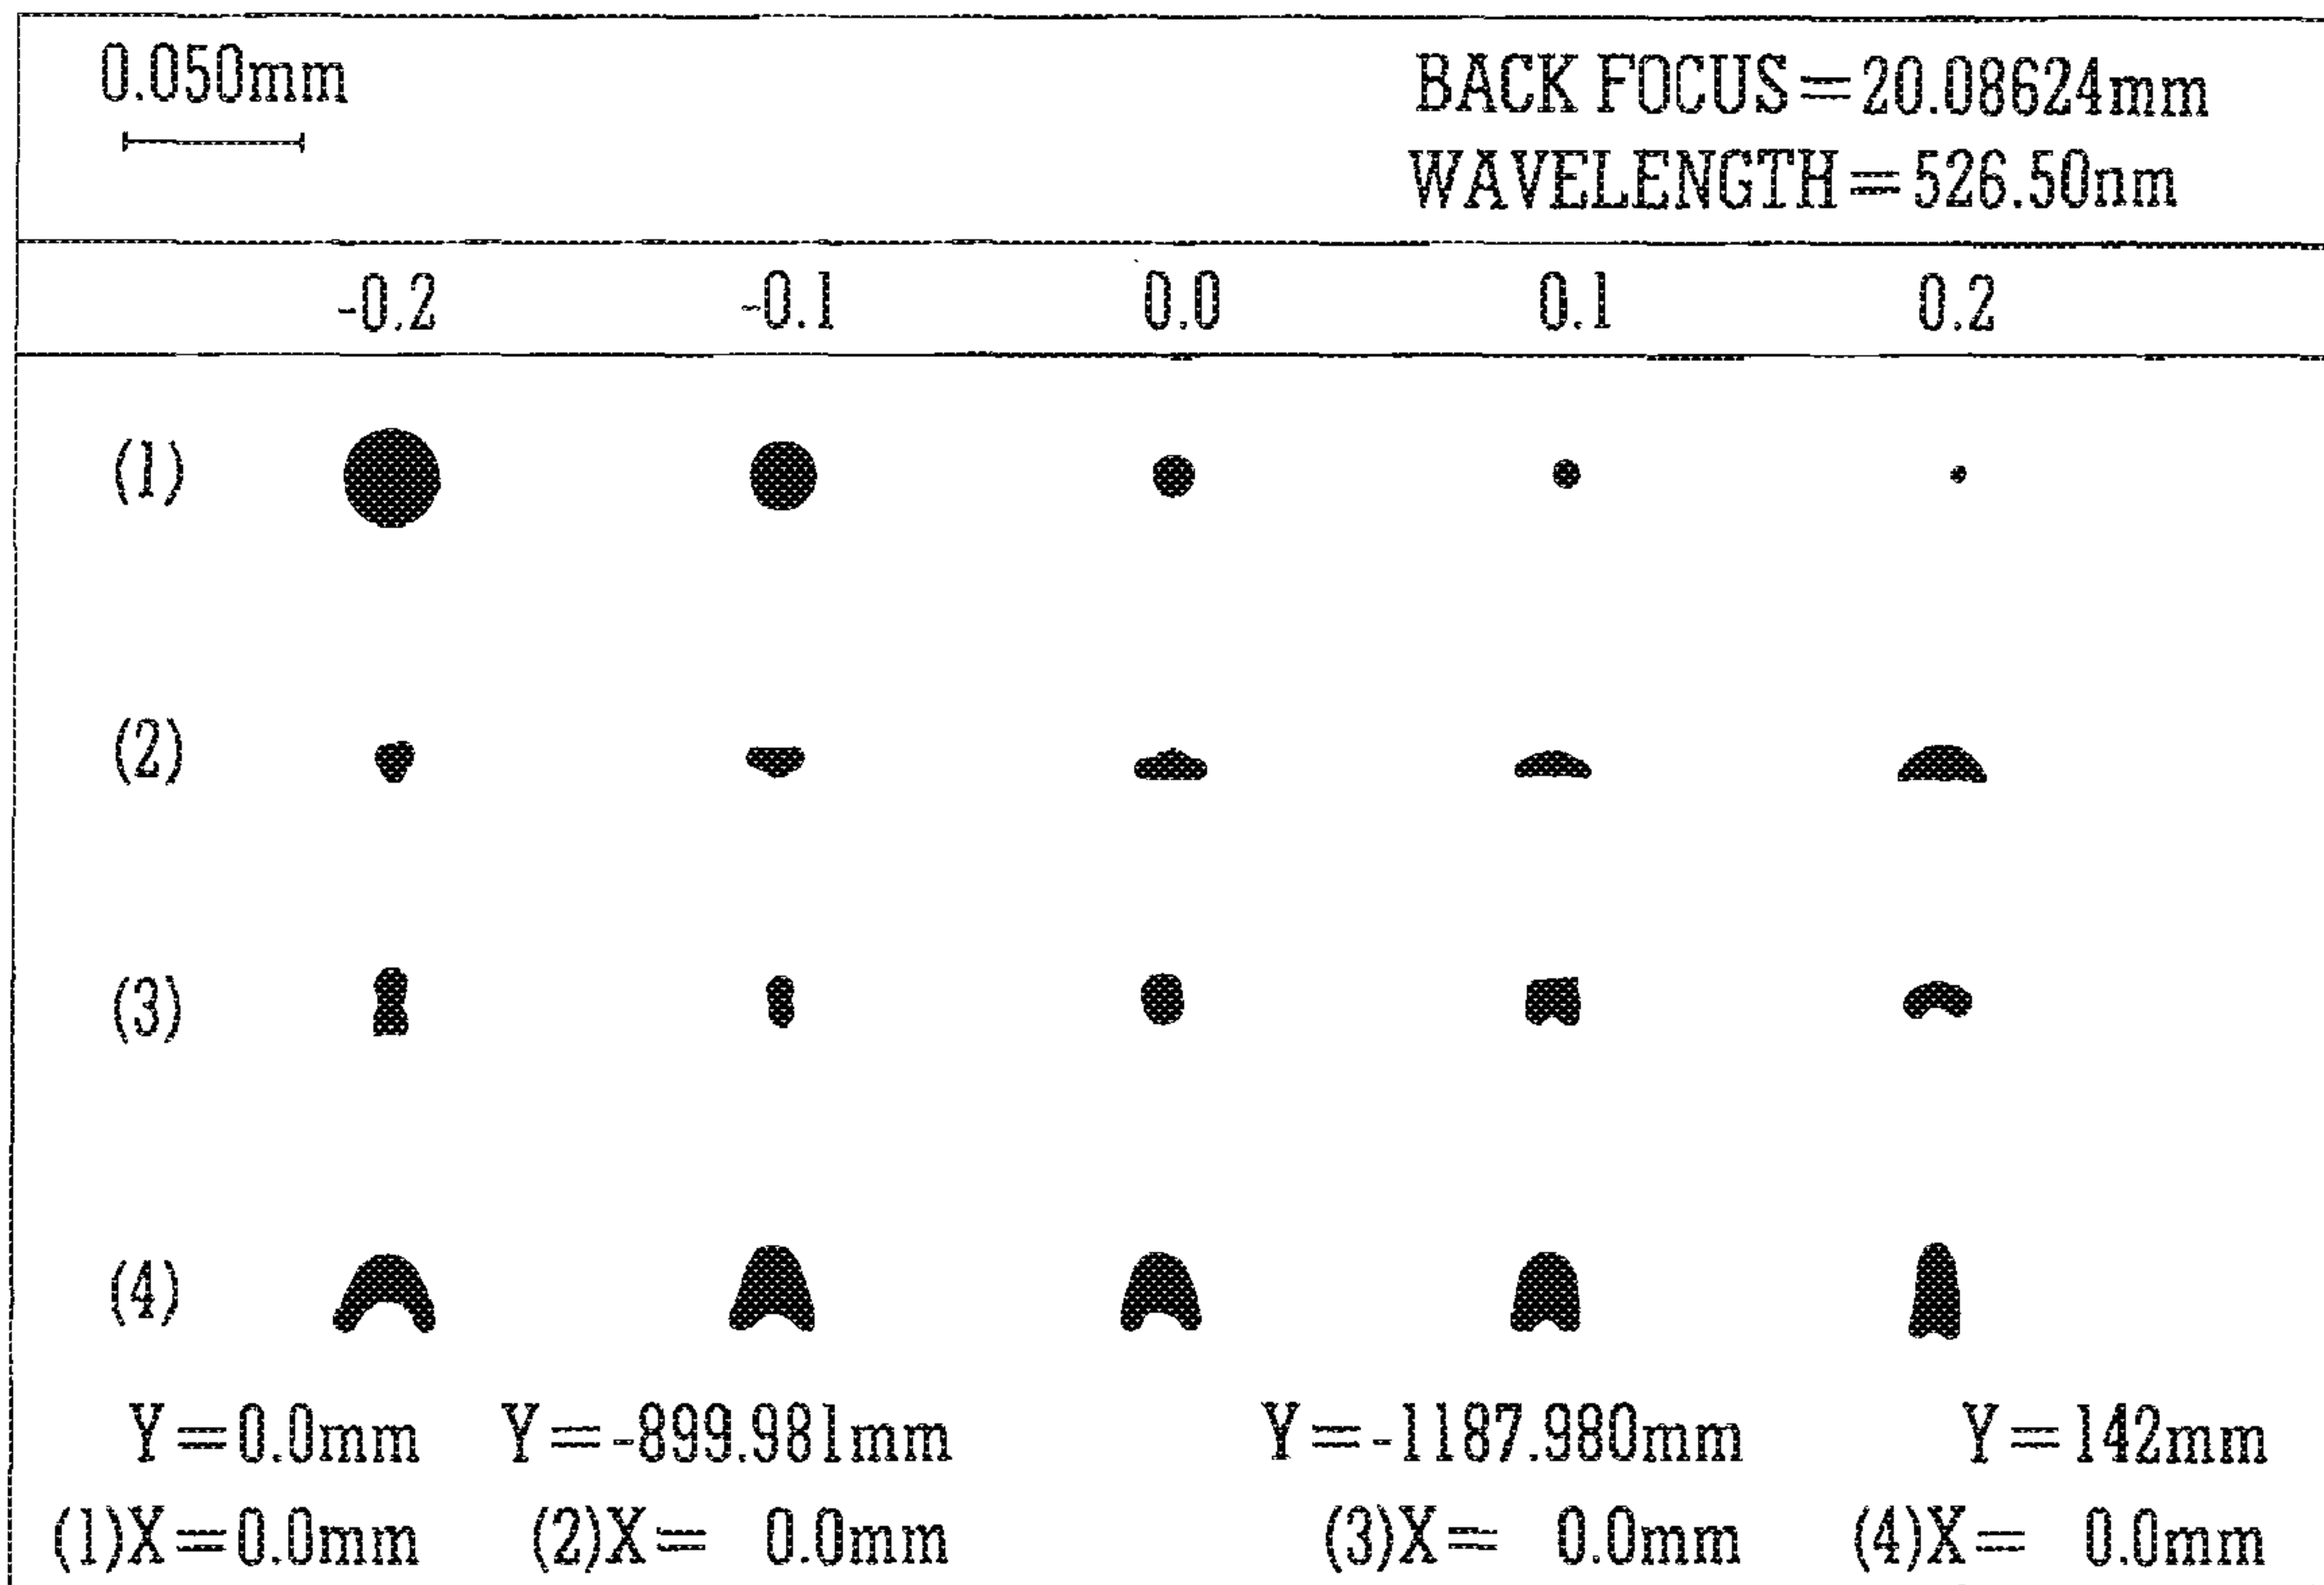 0.050mm
BACK FOCUS=20.08624mm
WAVELENGTH=526.50nm
-0.2 -0.1 0.0 0.1 0.2
(1)
(2)
(3)
(4)
Y=0.0mm Y=-899.981mm Y=-1187.980mm Y=142mm
(1)X=0.0mm (2)X= 0.0mm (3)X= 0.0mm (4)X= 0.0mm